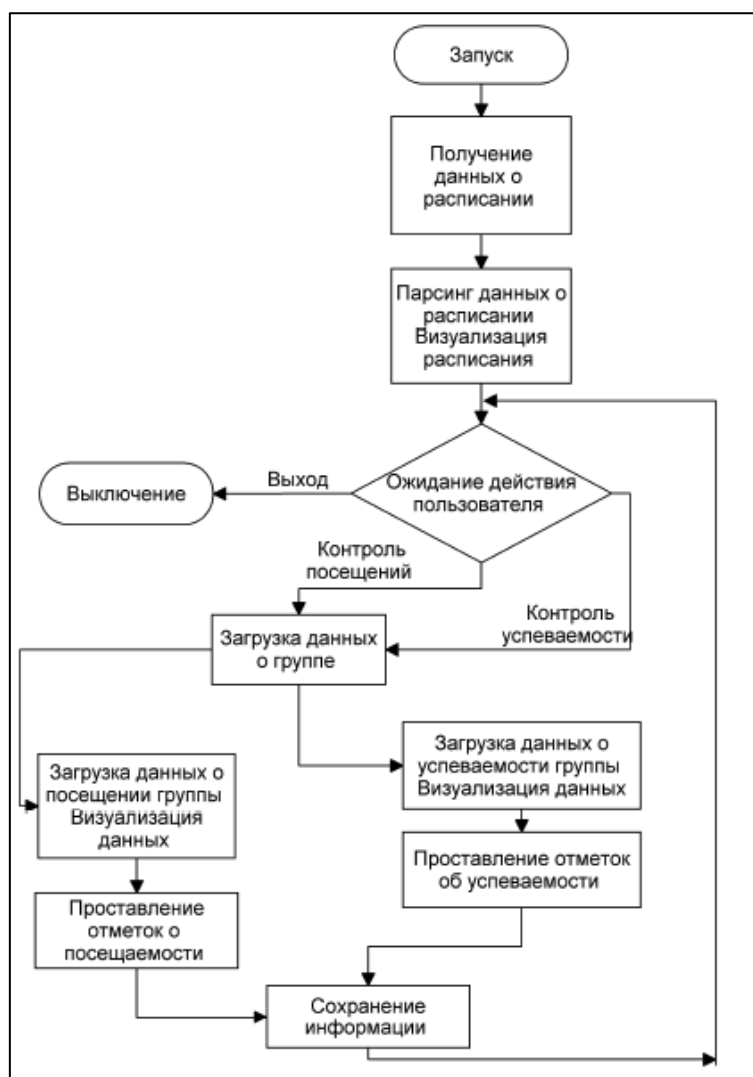 Запуск
Получение
данных о
расписании
Парсинг данных о
расписании
Визуализация
расписания
Ожидание действия
пользователя
Выход
Выключение
Контроль
посещений
Контроль
успеваемости
Загрузка данных
о группе
Загрузка данных о
успеваемости группы
Визуализация данных
Загрузка данных о
посещении группы
Визуализация
данных
Проставление отметок
об успеваемости
Проставление
отметок о
посещаемости
Сохранение
информации